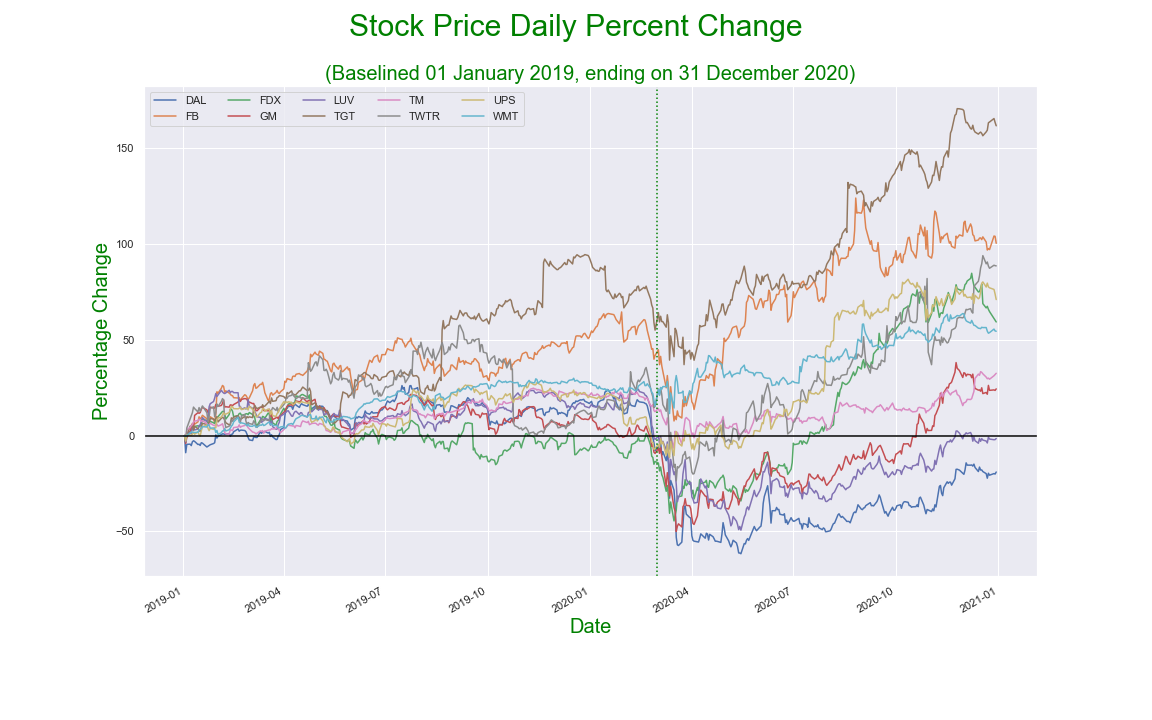 Stock Price Daily Percent Change
(Baselined 01 January 2019, ending on 31 December 2020)
DAL FDX LUV TM UPS
FB GM TGT TWTR WMT
150
100
50
0
−50
Percentage Change
2019-01 2019-04 2019-07 2019-10 2020-01 2020-04 2020-07 2020-10 2021-01
Date